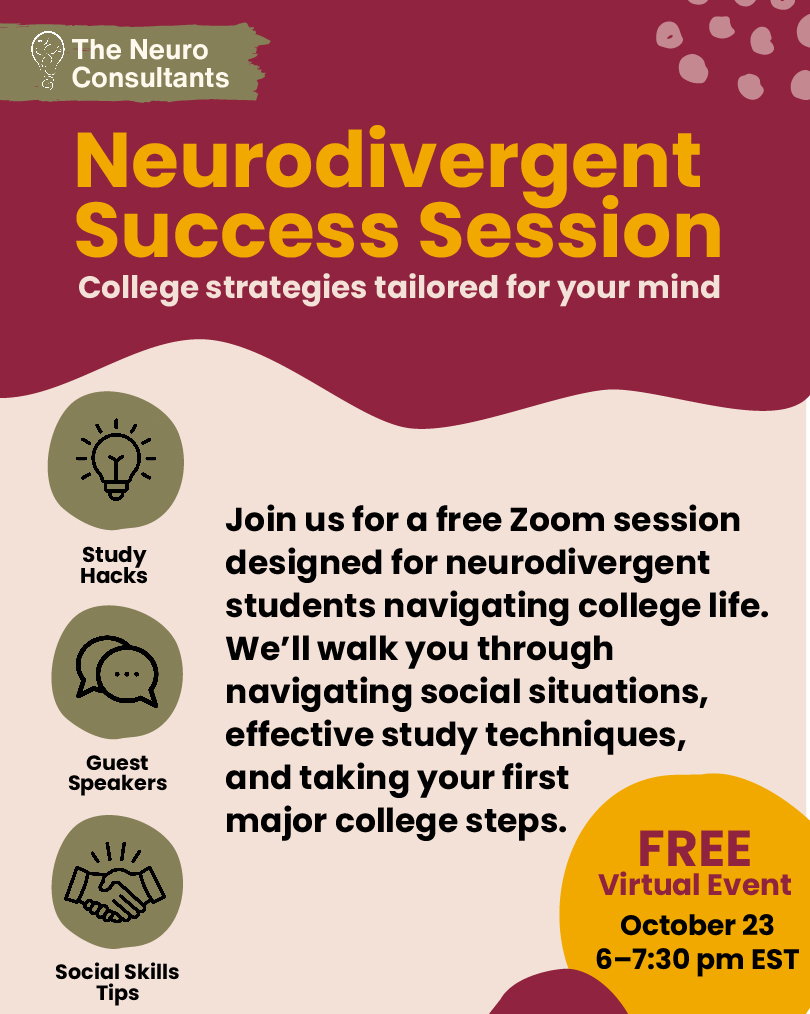 The Neuro
Consultants
Neurodivergent
Success Session
College strategies tailored for your mind
Study
Hacks
Guest
Speakers
Social Skills
Tips
Join us for a free Zoom session
designed for neurodivergent
students navigating college life.
We’ll walk you through
navigating social situations,
effective study techniques,
and taking your first
major college steps.
FREE
Virtual Event
October 23
6–7:30 pm EST